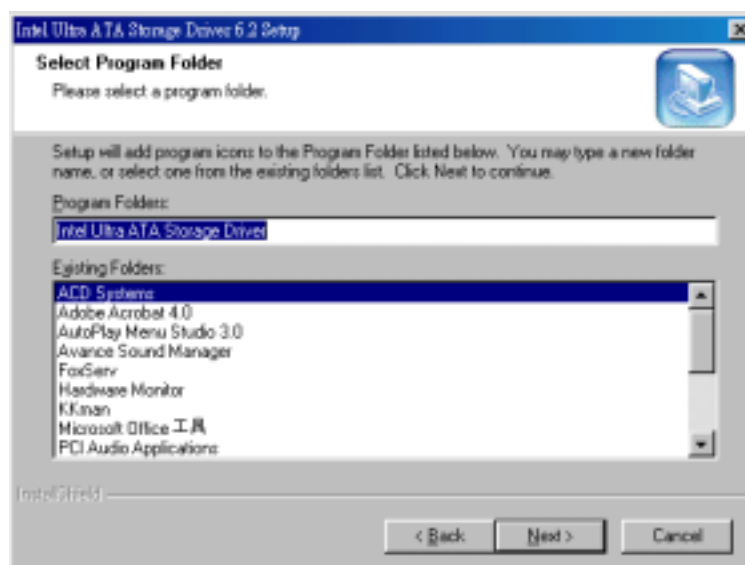 Intel Ultra ATA Storage Driver 6.2 Setup
Select Program Folder
Please select a program folder.
Setup will add program icons to the Program Folder listed below. You may type a new folder
name, or select one from the existing folders list. Click Next to continue.
Program Folders:
Intel Ultra ATA Storage Driver
Existing Folders:
ACD Systems
Adobe Acrobat 4.0
AutoPlay Menu Studio 3.0
Avance Sound Manager
FoxServ
Hardware Monitor
KKman
Microsoft Office 工具
PCI Audio Applications
InstallShield
< Back
Next >
Cancel